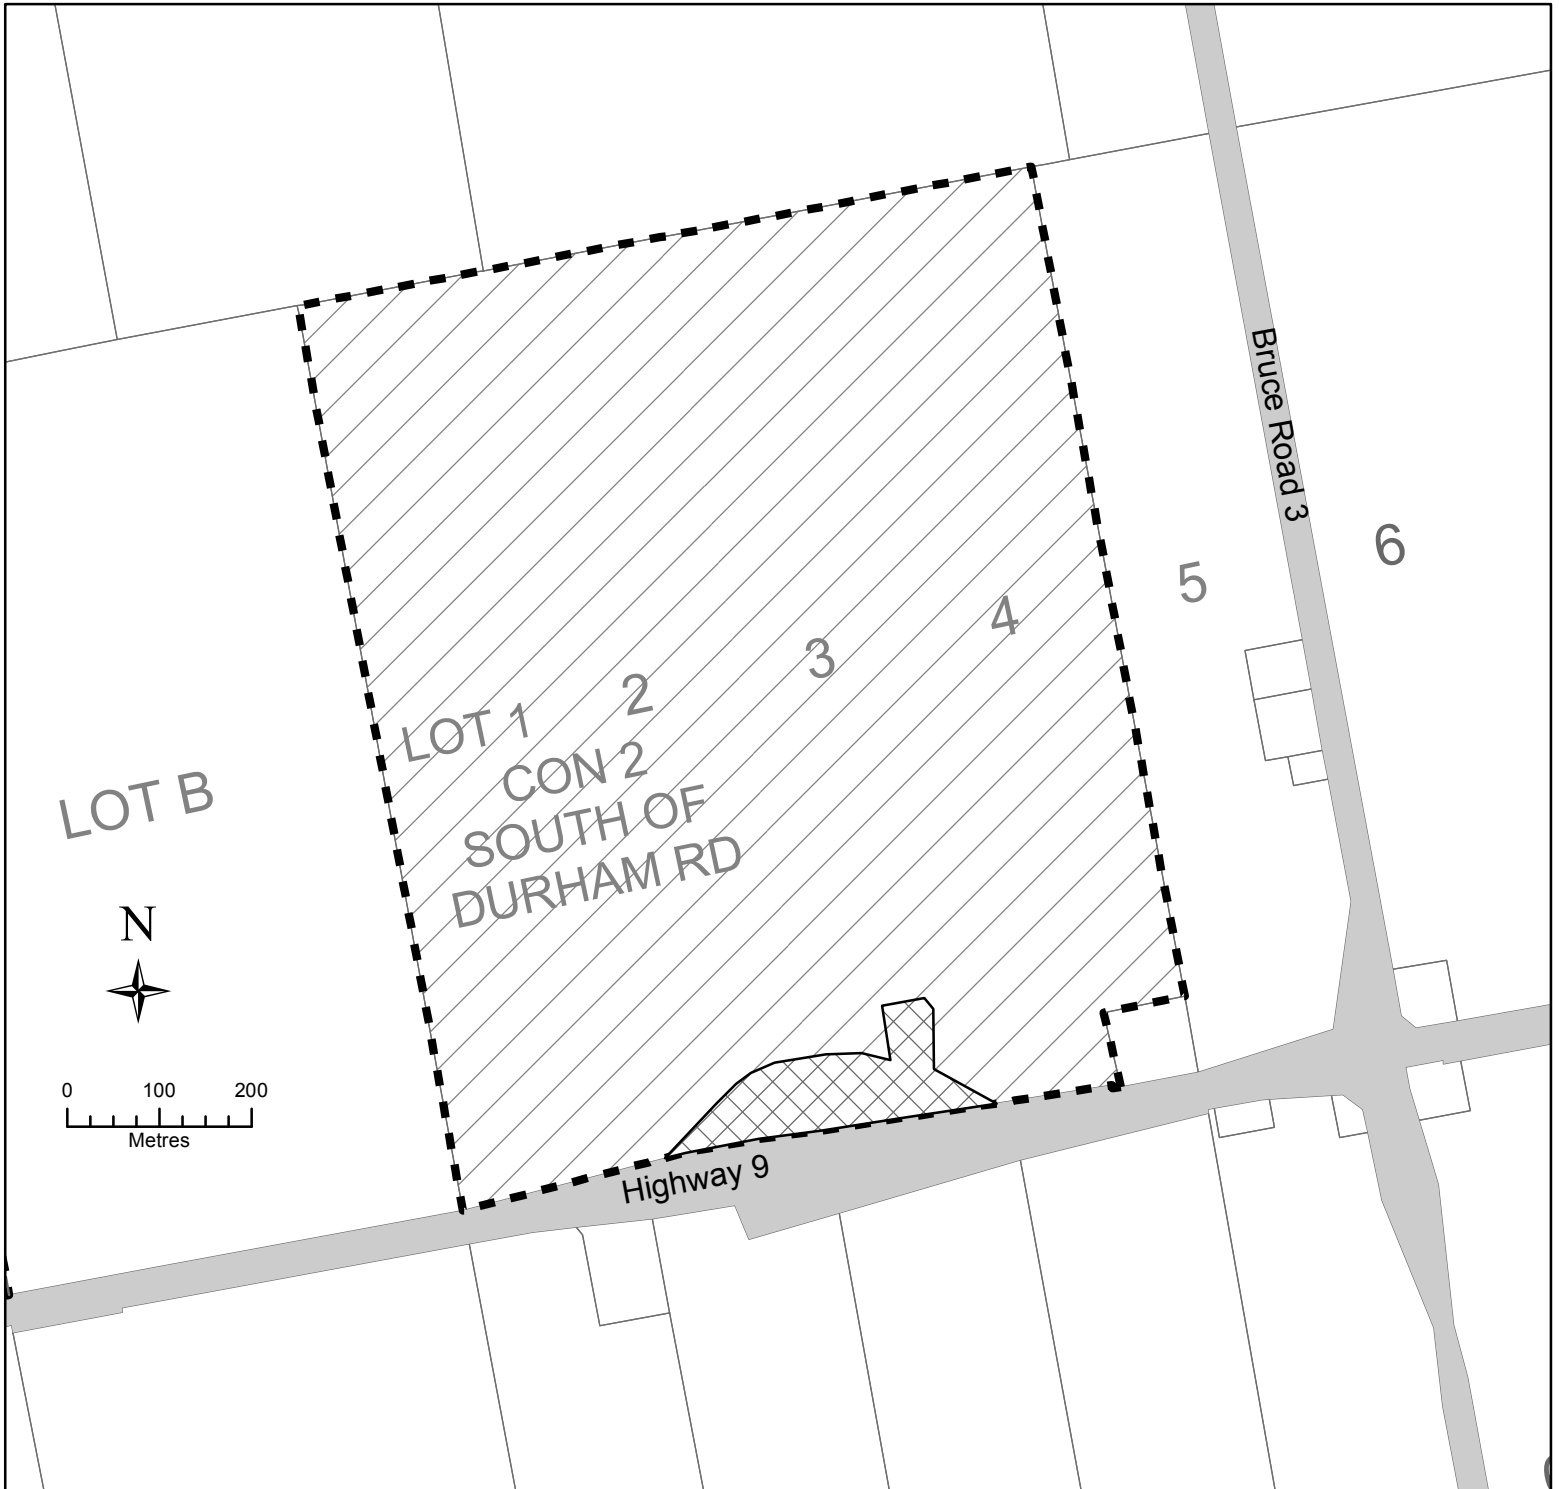 Bruce Road 3
6
5
4
3
2
LOT 1
CON 2
SOUTH OF
DURHAM RD
LOT B
N
0 100 200
Metres
Highway 9